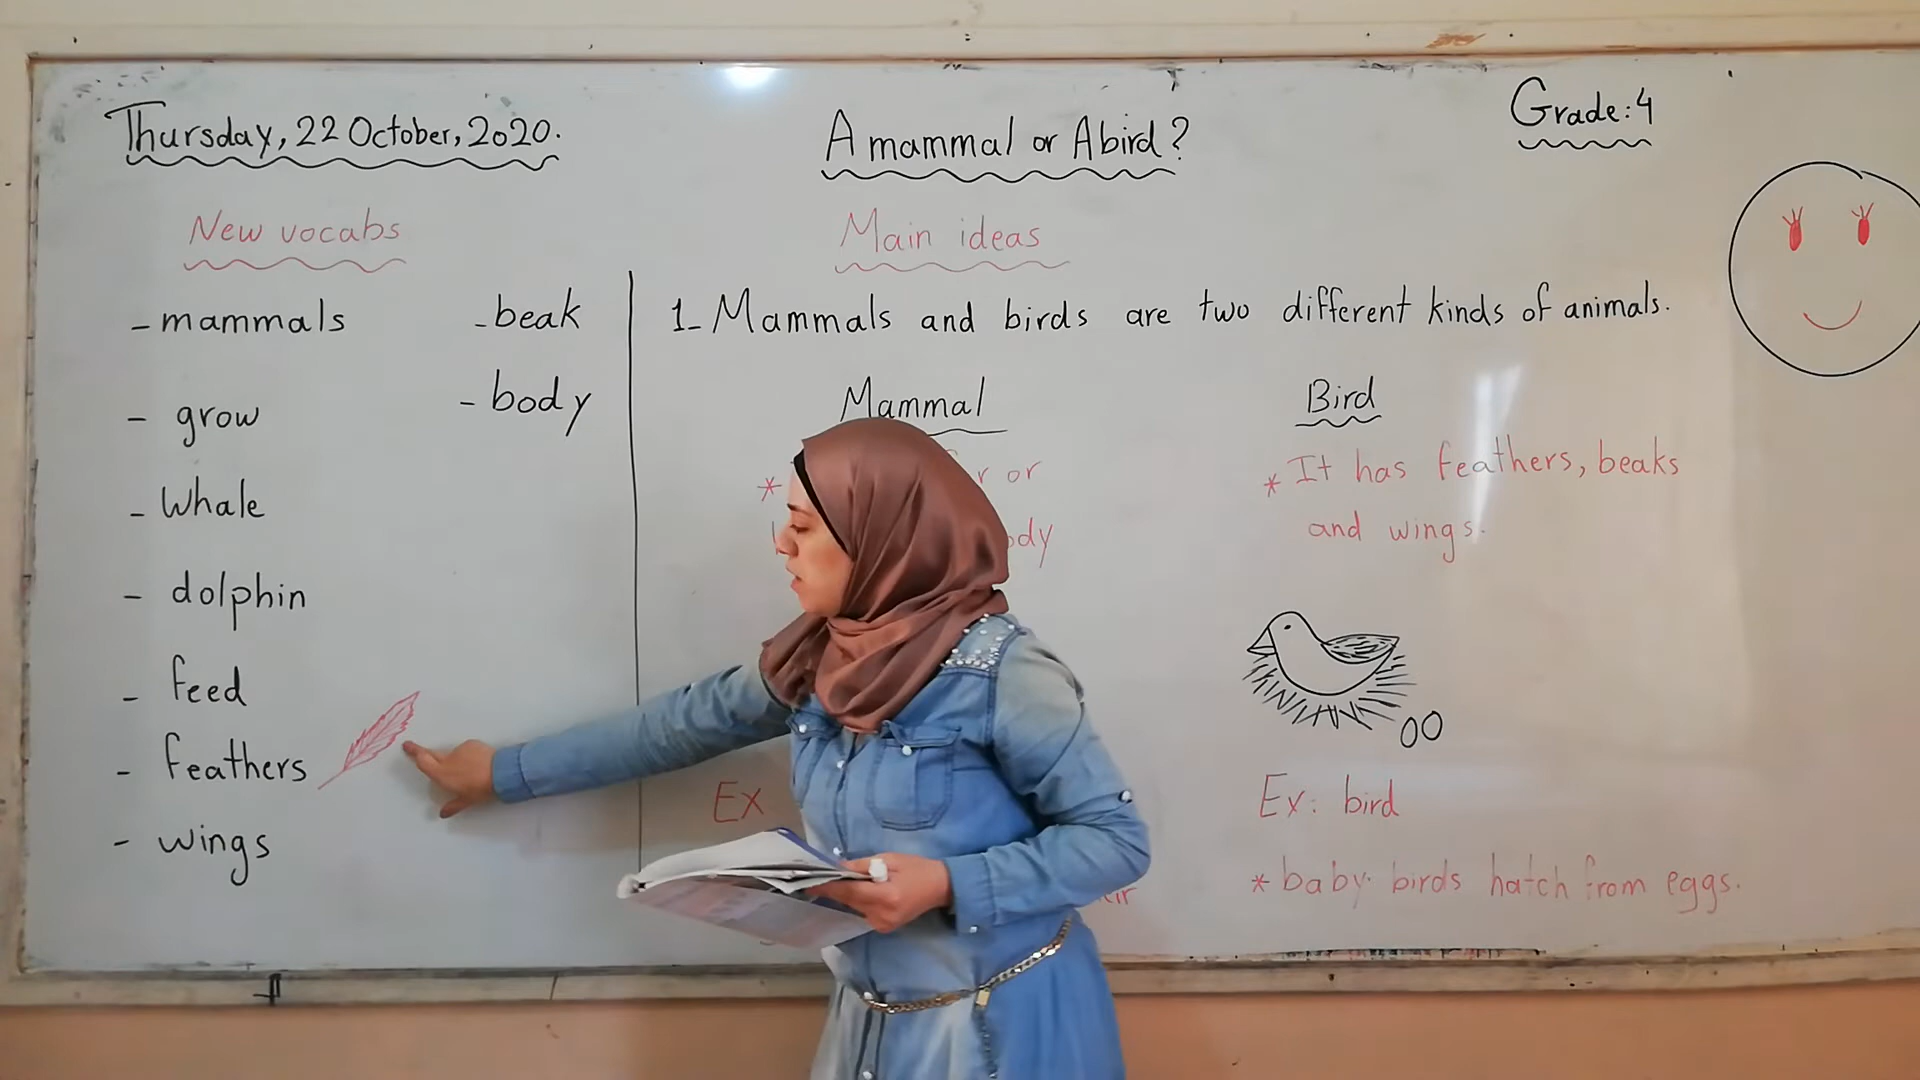 Thursday, 22 October, 2020.
A mammal or A bird?
Grade: 4
New vocabs
- mammals
- grow
- Whale
- dolphin
- feed
- feathers
- wings
- beak
- body
Main ideas
1- Mammals and birds are two different kinds of animals.
Mammal
* or
Ex
Bird
* It has feathers, beaks
and wings.
Ex: bird
* baby birds hatch from eggs.